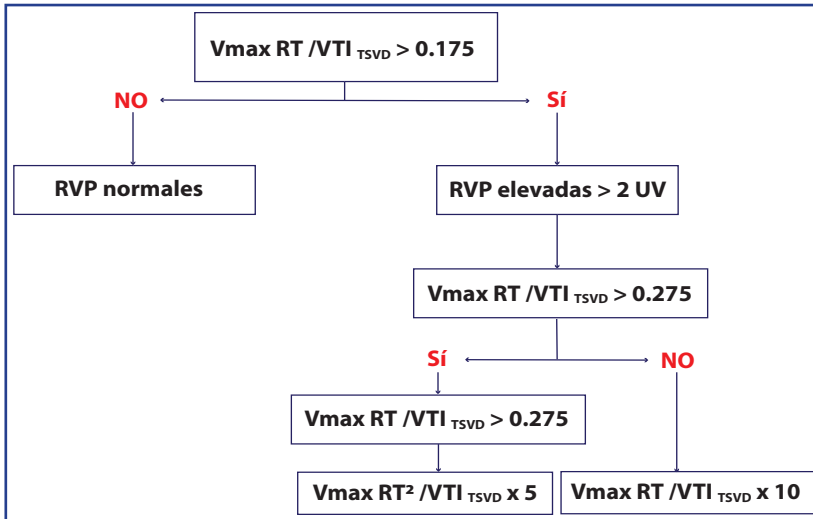 Vmax RT /VTI TSVD > 0.175
NO
Sí
RVP normales
RVP elevadas > 2 UV
Vmax RT /VTI TSVD > 0.275
Sí
NO
Vmax RT /VTI TSVD > 0.275
Vmax RT² /VTI TSVD x 5
Vmax RT /VTI TSVD x 10